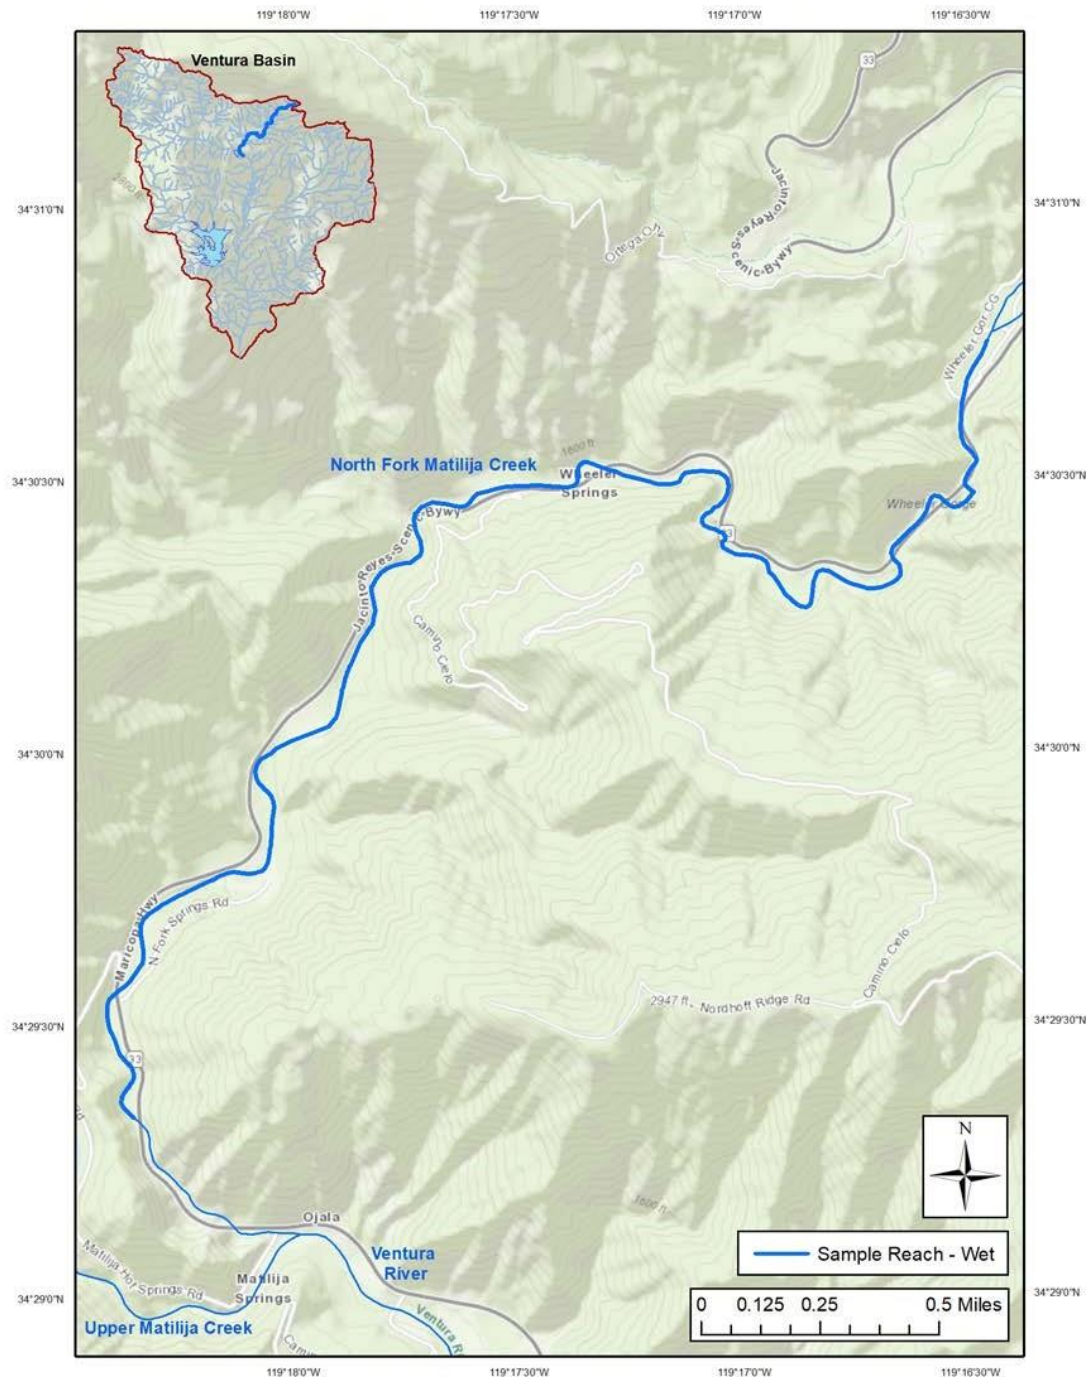 119°18'0"W
119°17'30"W
119°17'0"W
119°16'30"W
Ventura Basin
33
34°31'0"N
34°31'0"N
Jacinto-Reyes-Scenic-Bywy
Wheeler Gor CG
1600 ft
34°30'30"N
North Fork Matilija Creek
Wheeler
Springs
34°30'30"N
Wheeler Gorge
Jacinto-Reyes-Scenic-Bywy
33
Camino Cielo
34°30'0"N
34°30'0"N
Maricopa Hwy
N Fork Springs Rd
Camino Cielo
2947 ft
Nordhoff Ridge Rd
34°29'30"N
34°29'30"N
33
Rd
1600 ft
N
Ojala
Ventura
River
Sample Reach - Wet
Matilija Hot Springs Rd
Matilija
Springs
34°29'0"N
34°29'0"N
0 0.125 0.25 0.5 Miles
Ventura R
Upper Matilija Creek
119°18'0"W
119°17'30"W
119°17'0"W
119°16'30"W